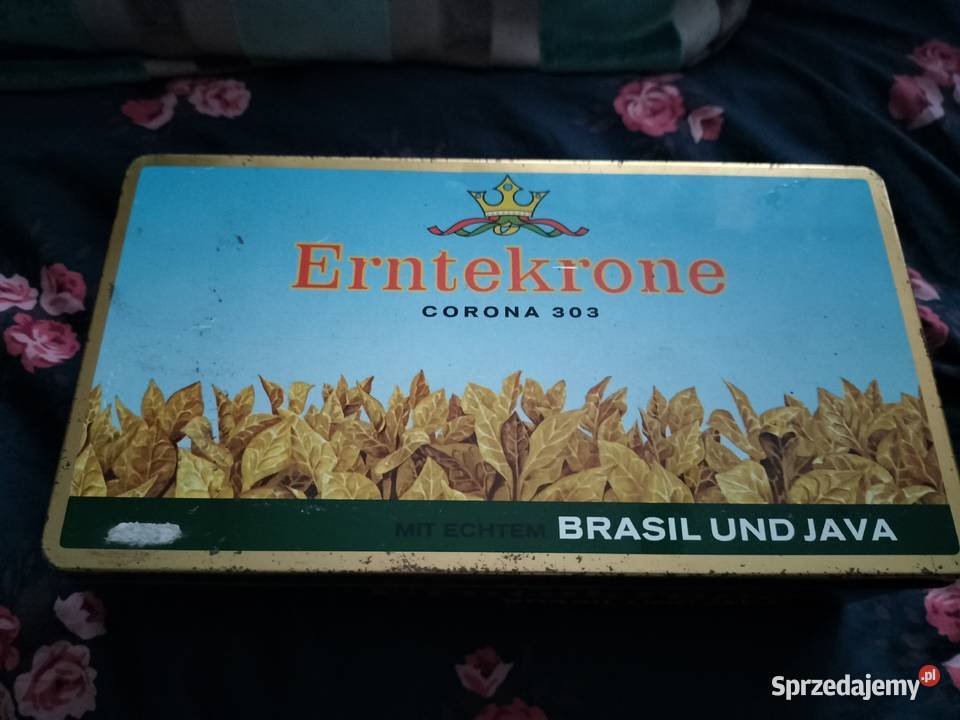 Erntekrone
CORONA 303
MIT ECHTEM BRASIL UND JAVA
Sprzedajemy.pl